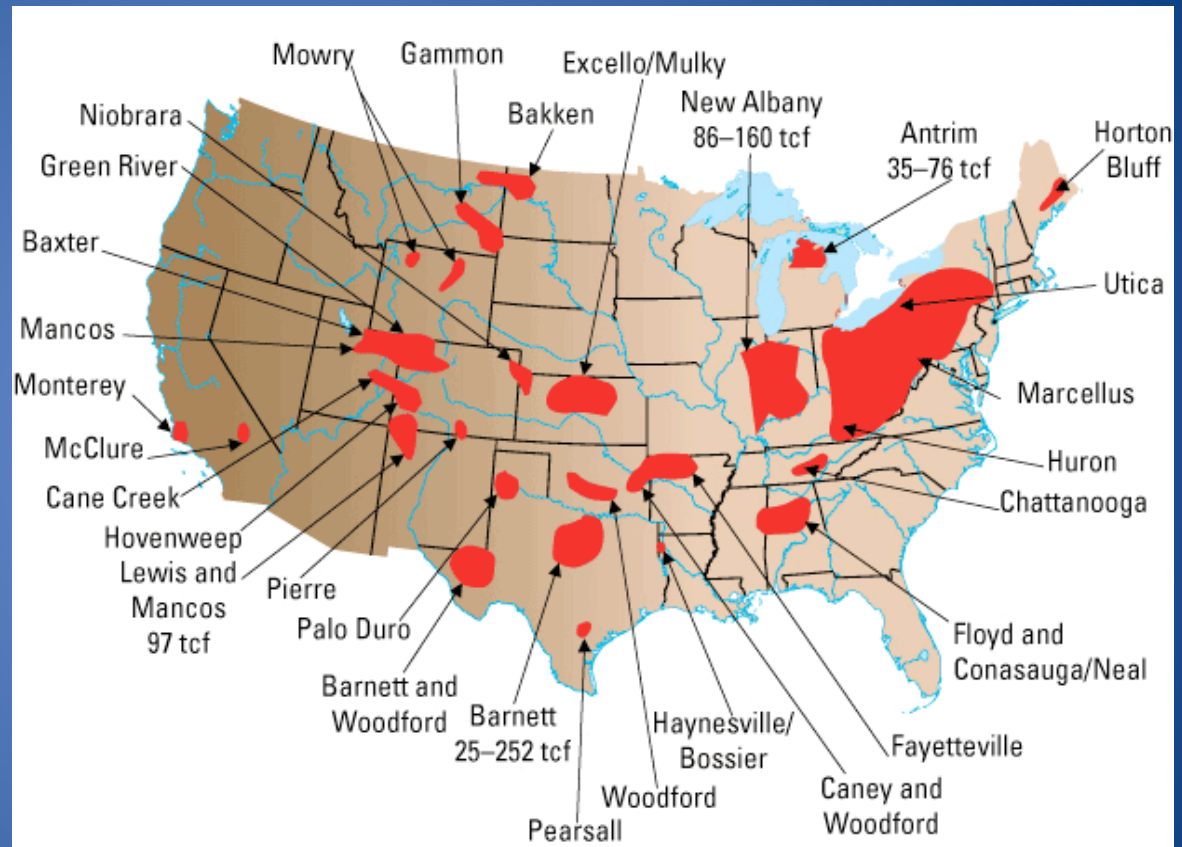 Mowry
Gammon
Excello/Mulky
Niobrara
Bakken
New Albany
86–160 tcf
Antrim
35–76 tcf
Horton
Bluff
Green River
Baxter
Utica
Mancos
Monterey
Marcellus
McClure
Huron
Cane Creek
Chattanooga
Hovenweep
Lewis and
Mancos
97 tcf
Pierre
Palo Duro
Floyd and
Conasauga/Neal
Barnett and
Woodford
Barnett
25–252 tcf
Haynesville/
Bossier
Fayetteville
Woodford
Caney and
Woodford
Pearsall